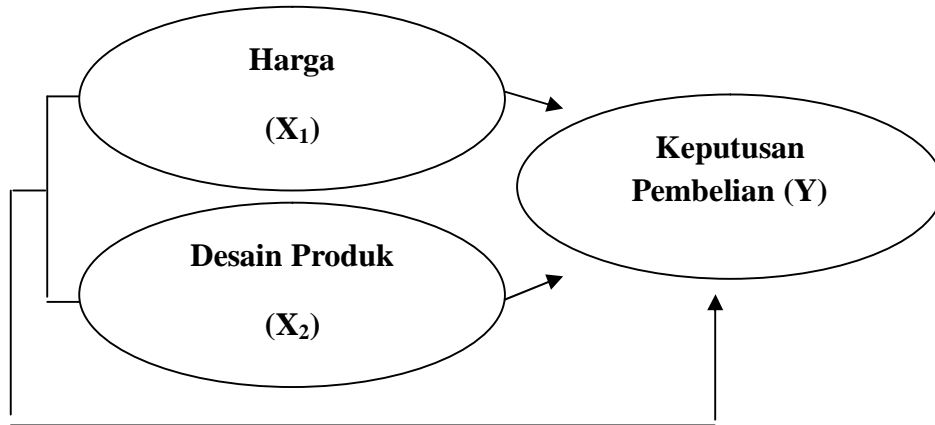 Harga
(X₁)
Keputusan
Pembelian (Y)
Desain Produk
(X₂)